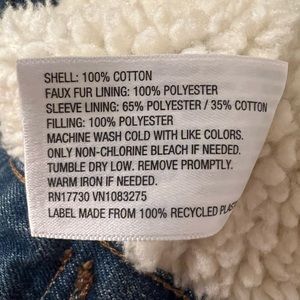 SHELL: 100% COTTON
FAUX FUR LINING: 100% POLYESTER
SLEEVE LINING: 65% POLYESTER / 35% COTTON
FILLING: 100% POLYESTER
MACHINE WASH COLD WITH LIKE COLORS.
ONLY NON-CHLORINE BLEACH IF NEEDED.
TUMBLE DRY LOW. REMOVE PROMPTLY.
WARM IRON IF NEEDED.
RN17730 VN1083275
LABEL MADE FROM 100% RECYCLED PLAS